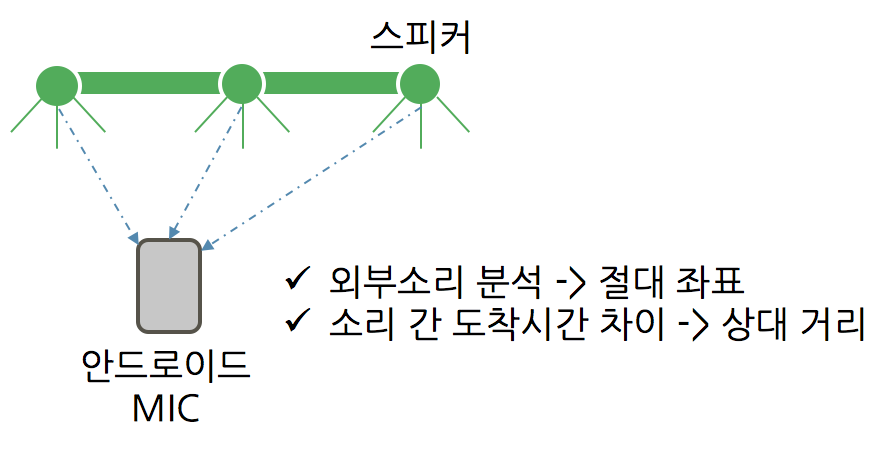 스피커
✓ 외부소리 분석 -> 절대 좌표
✓ 소리 간 도착시간 차이 -> 상대 거리
안드로이드
MIC